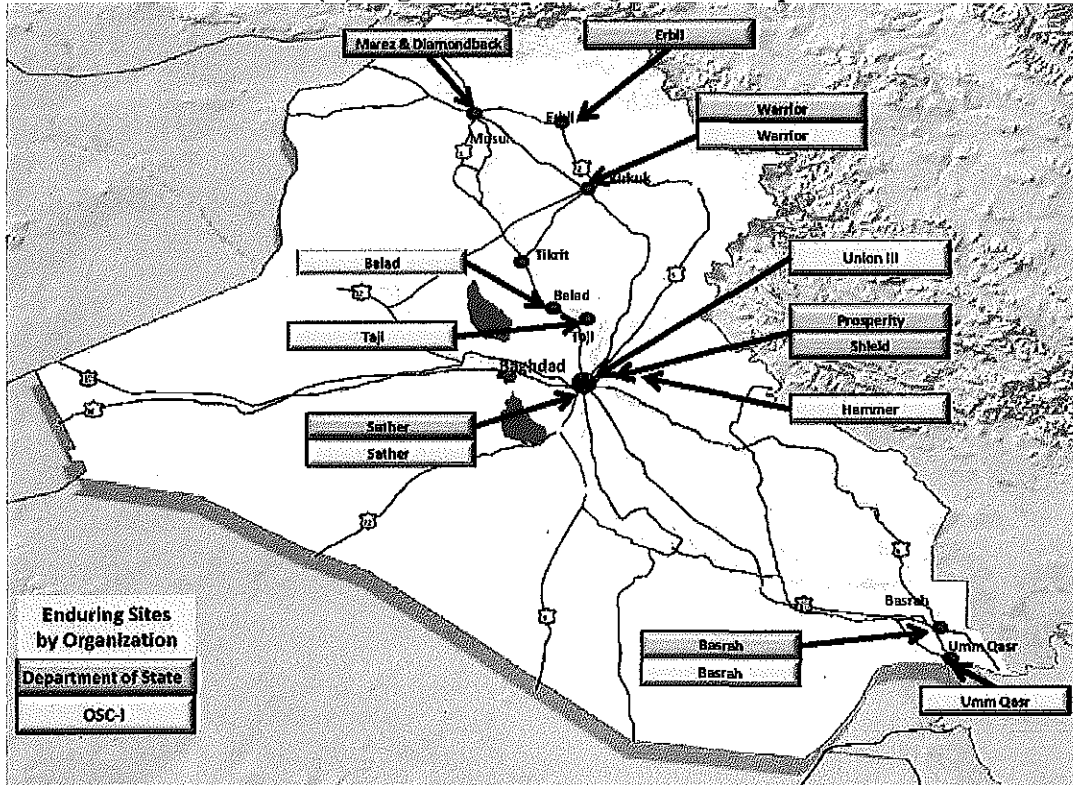 Marez & Diamondback
Erbil
Warrior
Warrior
Erbil
Mosul
Kirkuk
Balad
Tikrit
Balad
Union III
Taji
Taji
Prosperity
Shield
Baghdad
Hammer
Sather
Sather
Enduring Sites
by Organization
Department of State
OSC-I
Basrah
Umm Qasr
Basrah
Basrah
Umm Qasr